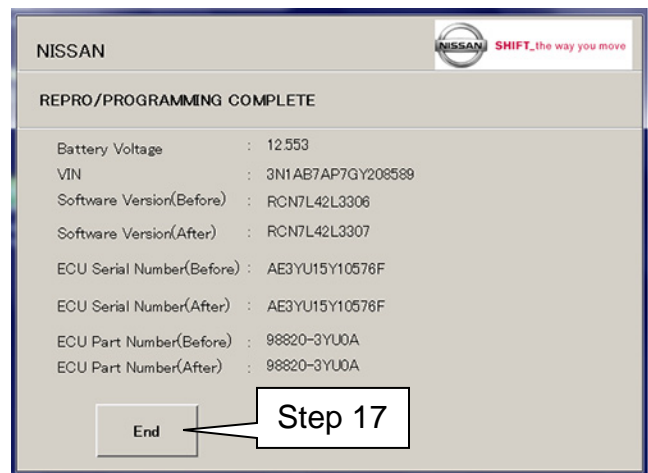 NISSAN
NISSAN SHIFT_the way you move
REPRO/PROGRAMMING COMPLETE
Battery Voltage : 12.553
VIN : 3N1AB7AP7GY208589
Software Version(Before) : RCN7L42L3306
Software Version(After) : RCN7L42L3307
ECU Serial Number(Before) : AE3YU15Y10576F
ECU Serial Number(After) : AE3YU15Y10576F
ECU Part Number(Before) : 98820-3YU0A
ECU Part Number(After) : 98820-3YU0A
End
Step 17